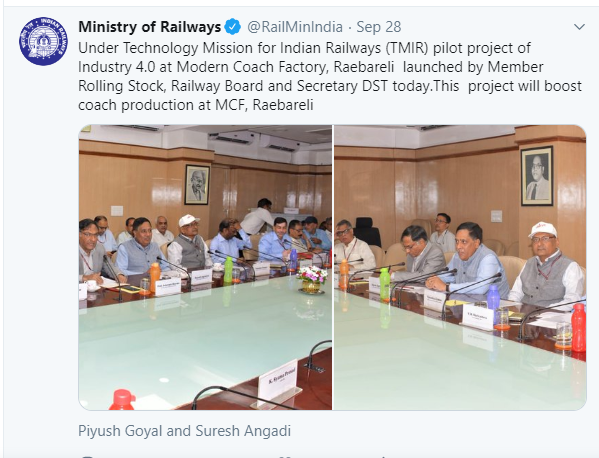 Ministry of Railways @RailMinIndia · Sep 28
Under Technology Mission for Indian Railways (TMIR) pilot project of
Industry 4.0 at Modern Coach Factory, Raebareli launched by Member
Rolling Stock, Railway Board and Secretary DST today.This project will boost
coach production at MCF, Raebareli
Piyush Goyal and Suresh Angadi